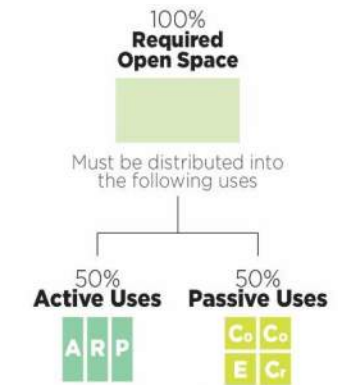 100%
Required
Open Space
Must be distributed into
the following uses
50%
Active Uses
A R P
50%
Passive Uses
Co Co
E Cr